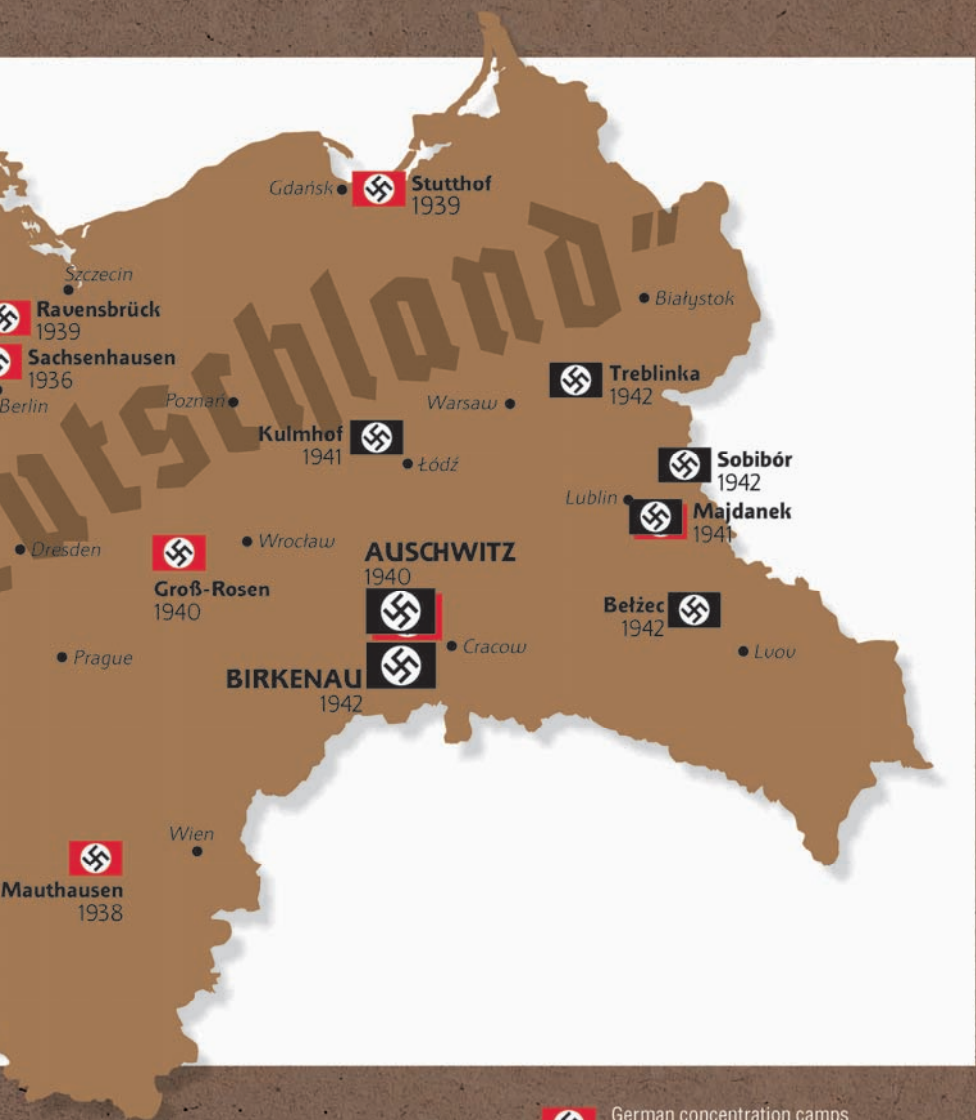 Gdańsk
Stutthof
1939
Szczecin
Białystok
Ravensbrück
1939
Sachsenhausen
1936
Berlin
Treblinka
1942
Poznań
Warsaw
Kulmhof
1941
Łódź
Sobibór
1942
Lublin
Majdanek
1941
utschland"
Dresden
Wrocław
AUSCHWITZ
1940
Groß-Rosen
1940
Bełżec
1942
Cracow
Lvov
Prague
BIRKENAU
1942
Wien
Mauthausen
1938
German concentration camps